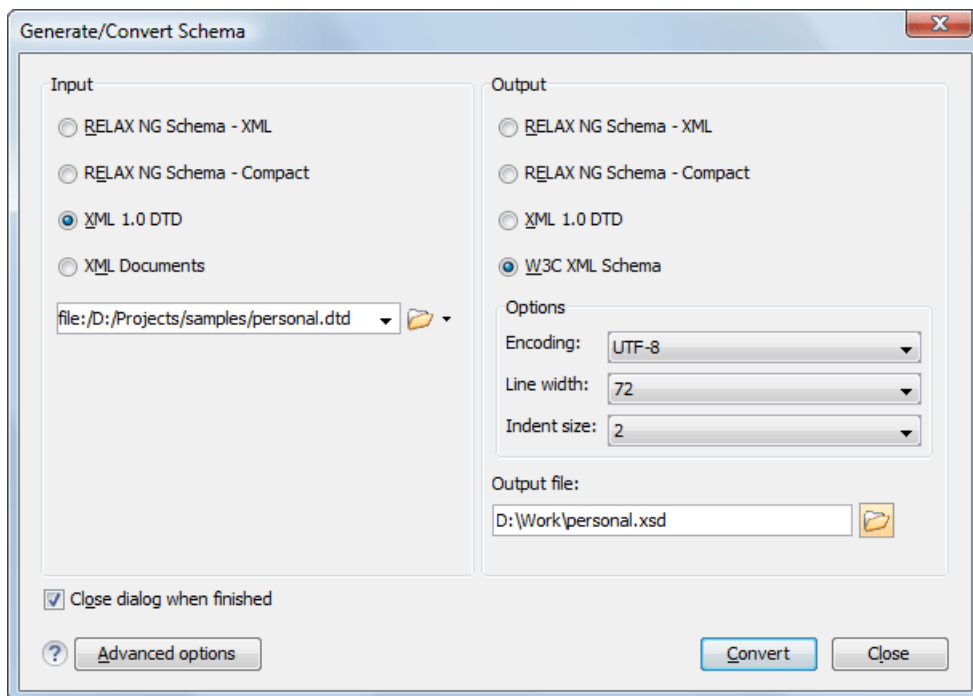 Generate/Convert Schema
Input
RELAX NG Schema - XML
RELAX NG Schema - Compact
XML 1.0 DTD
XML Documents
file:/D:/Projects/samples/personal.dtd
Output
RELAX NG Schema - XML
RELAX NG Schema - Compact
XML 1.0 DTD
W3C XML Schema
Options
Encoding: UTF-8
Line width: 72
Indent size: 2
Output file:
D:\Work\personal.xsd
Close dialog when finished
? Advanced options Convert Close